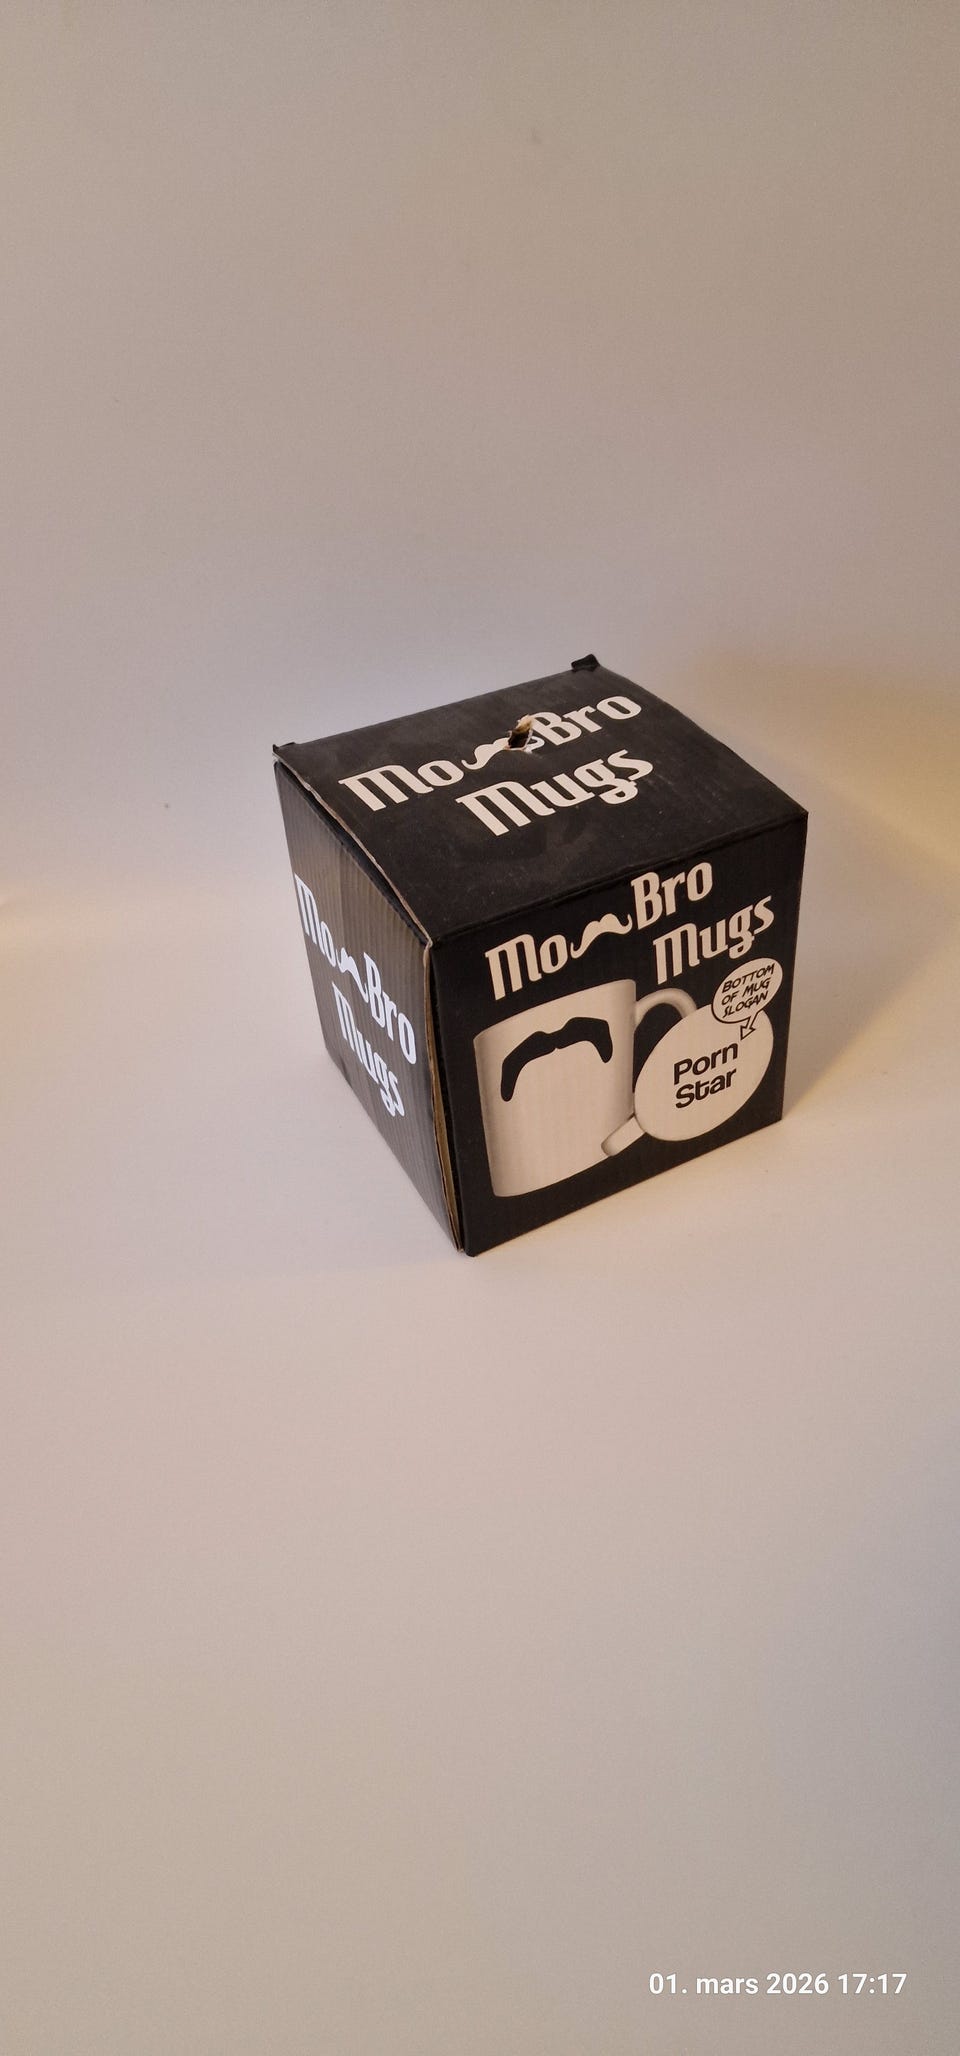 Mo Bro
Mugs
Mo Bro
Mugs
Mo Bro
Mugs
BOTTOM
OF MUG
SLOGAN
Porn
Star
01. mars 2026 17:17